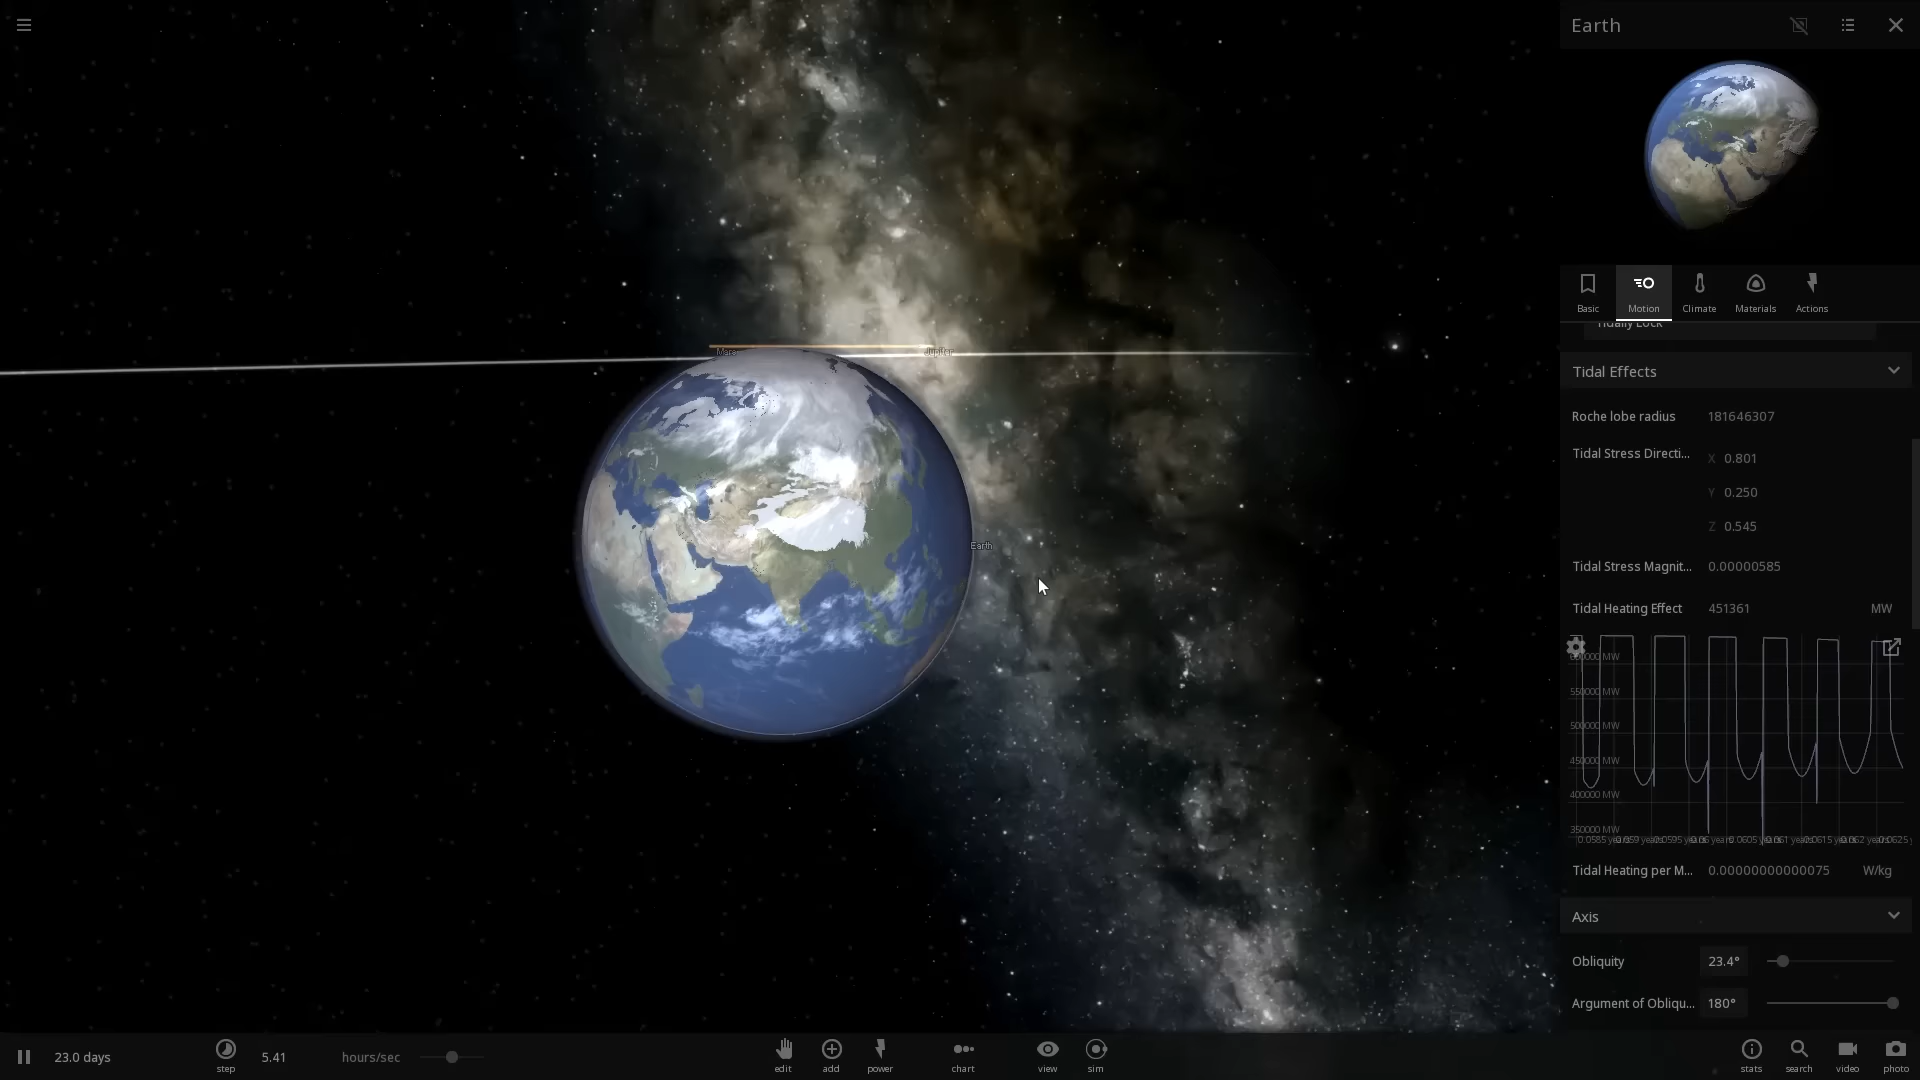 Earth
Basic
Motion
Climate
Materials
Actions
Tidally Lock
Tidal Effects
Roche lobe radius 181646307
Tidal Stress Directi... X 0.801
Y 0.250
Z 0.545
Tidal Stress Magnit... 0.00000585
Tidal Heating Effect 451361 MW
600000 MW
550000 MW
500000 MW
450000 MW
400000 MW
350000 MW
Tidal Heating per M... 0.00000000000075 W/kg
Axis
Obliquity 23.4°
Argument of Obliqu... 180°
Mars
Jupiter
Earth
23.0 days
step
5.41 hours/sec
edit
add
power
chart
view
sim
stats
search
video
photo